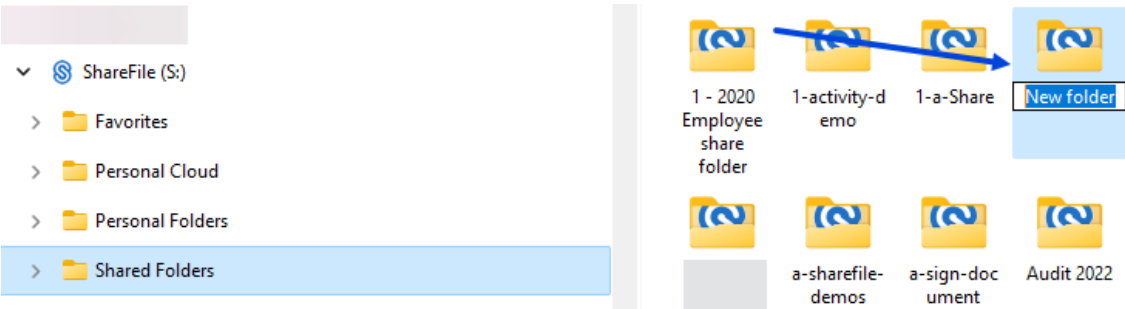 ShareFile (S:)
Favorites
Personal Cloud
Personal Folders
Shared Folders
1 - 2020
Employee
share
folder
1-activity-d
emo
1-a-Share
New folder
a-sharefile-
demos
a-sign-doc
ument
Audit 2022